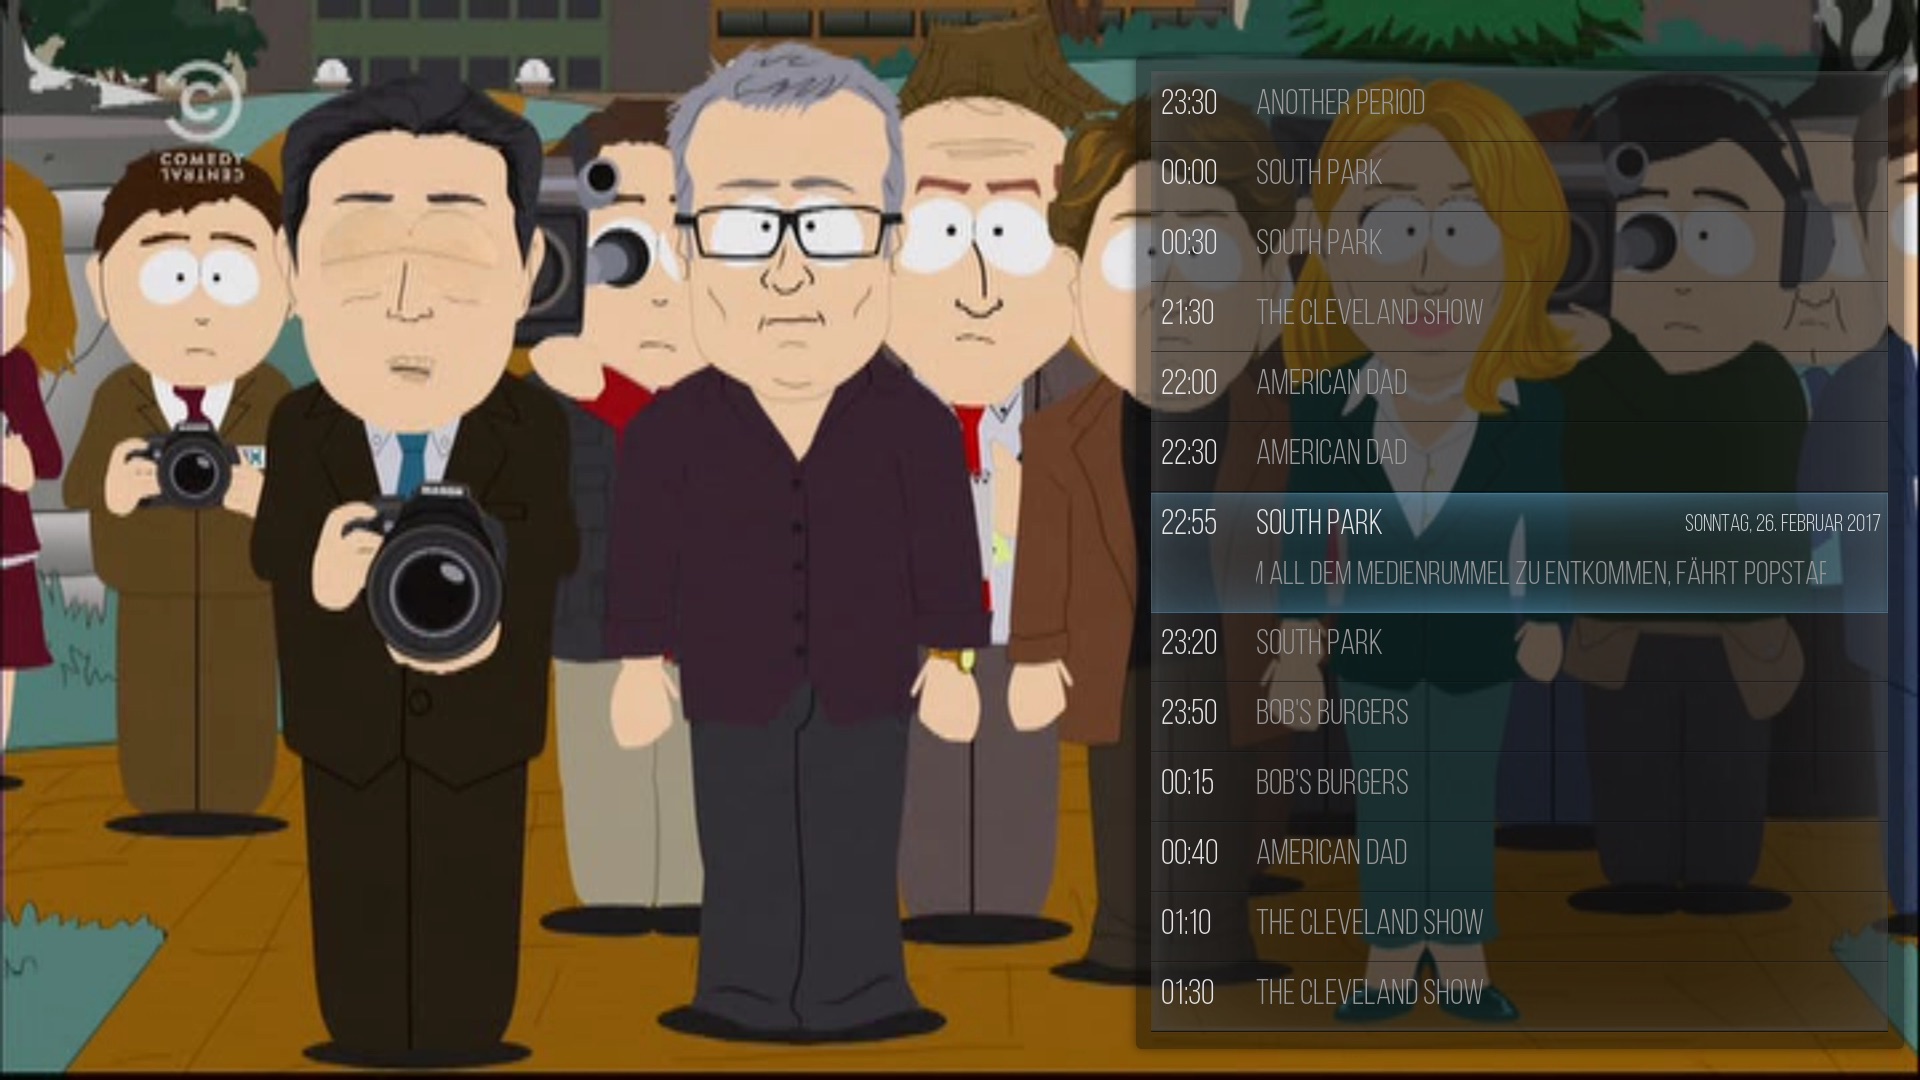 COMEDY
CENTRAL
23:30 ANOTHER PERIOD
00:00 SOUTH PARK
00:30 SOUTH PARK
21:30 THE CLEVELAND SHOW
22:00 AMERICAN DAD
22:30 AMERICAN DAD
22:55 SOUTH PARK SONNTAG, 26. FEBRUAR 2017
ALL DEM MEDIENRUMMEL ZU ENTKOMMEN, FÄHRT POPSTAR
23:20 SOUTH PARK
23:50 BOB'S BURGERS
00:15 BOB'S BURGERS
00:40 AMERICAN DAD
01:10 THE CLEVELAND SHOW
01:30 THE CLEVELAND SHOW